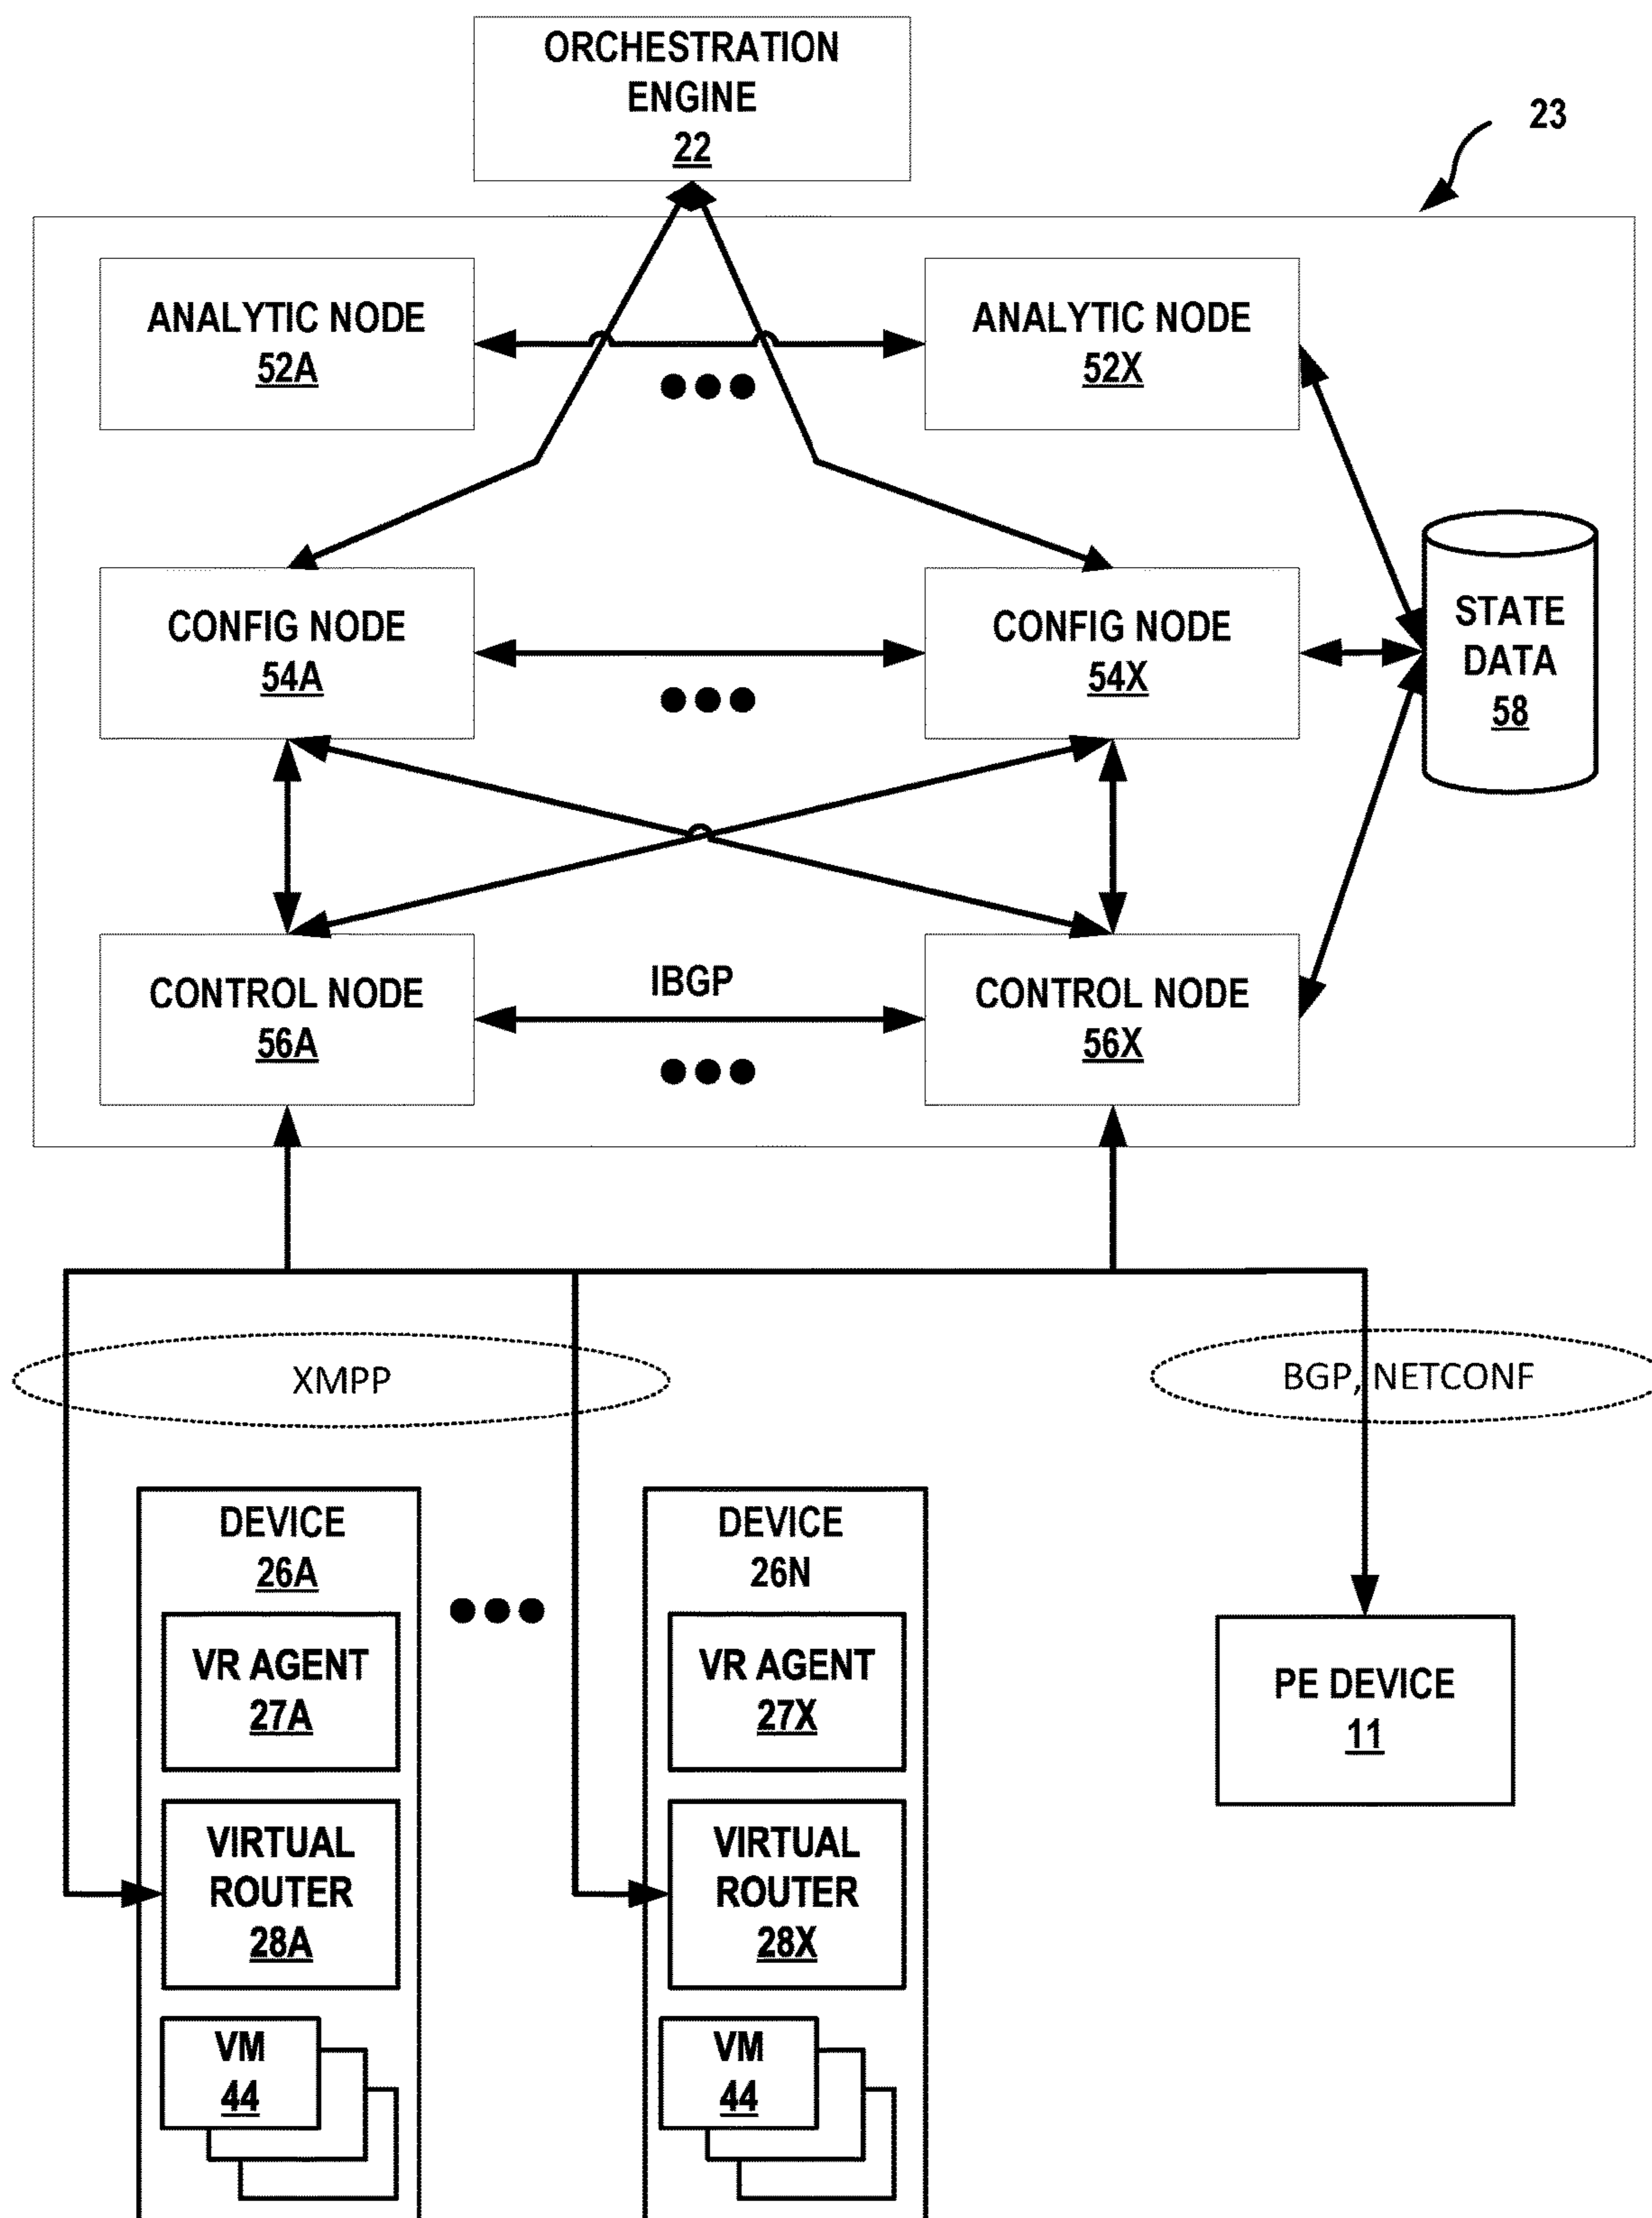 ORCHESTRATION
ENGINE
22
23
ANALYTIC NODE
52A
ANALYTIC NODE
52X
CONFIG NODE
54A
CONFIG NODE
54X
STATE
DATA
58
CONTROL NODE
56A
IBGP
CONTROL NODE
56X
XMPP
BGP, NETCONF
DEVICE
26A
VR AGENT
27A
VIRTUAL
ROUTER
28A
VM
44
DEVICE
26N
VR AGENT
27X
VIRTUAL
ROUTER
28X
VM
44
PE DEVICE
11